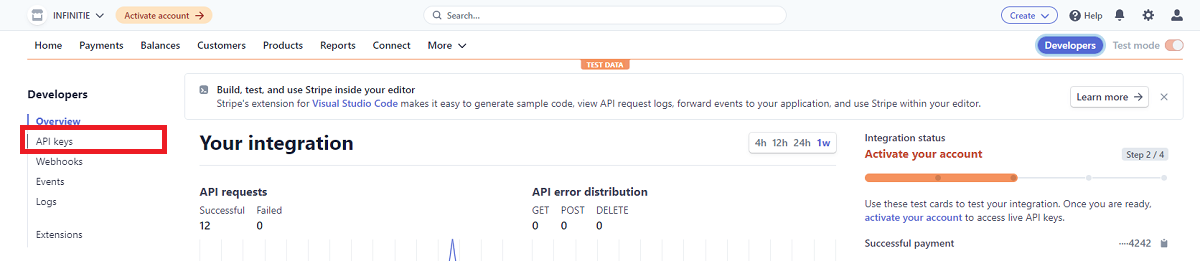 INFINITIE
Activate account →
Search...
Create
Help
Home Payments Balances Customers Products Reports Connect More
Developers
Test mode
TEST DATA
Developers
Overview
API keys
Webhooks
Events
Logs
Extensions
Build, test, and use Stripe inside your editor
Stripe's extension for Visual Studio Code makes it easy to generate sample code, view API request logs, forward events to your application, and use Stripe within your editor.
Learn more →
Your integration
4h 12h 24h 1w
API requests
Successful Failed
12 0
API error distribution
GET POST DELETE
0 0 0
Integration status
Activate your account
Step 2 / 4
Use these test cards to test your integration. Once you are ready,
activate your account to access live API keys.
Successful payment ····4242